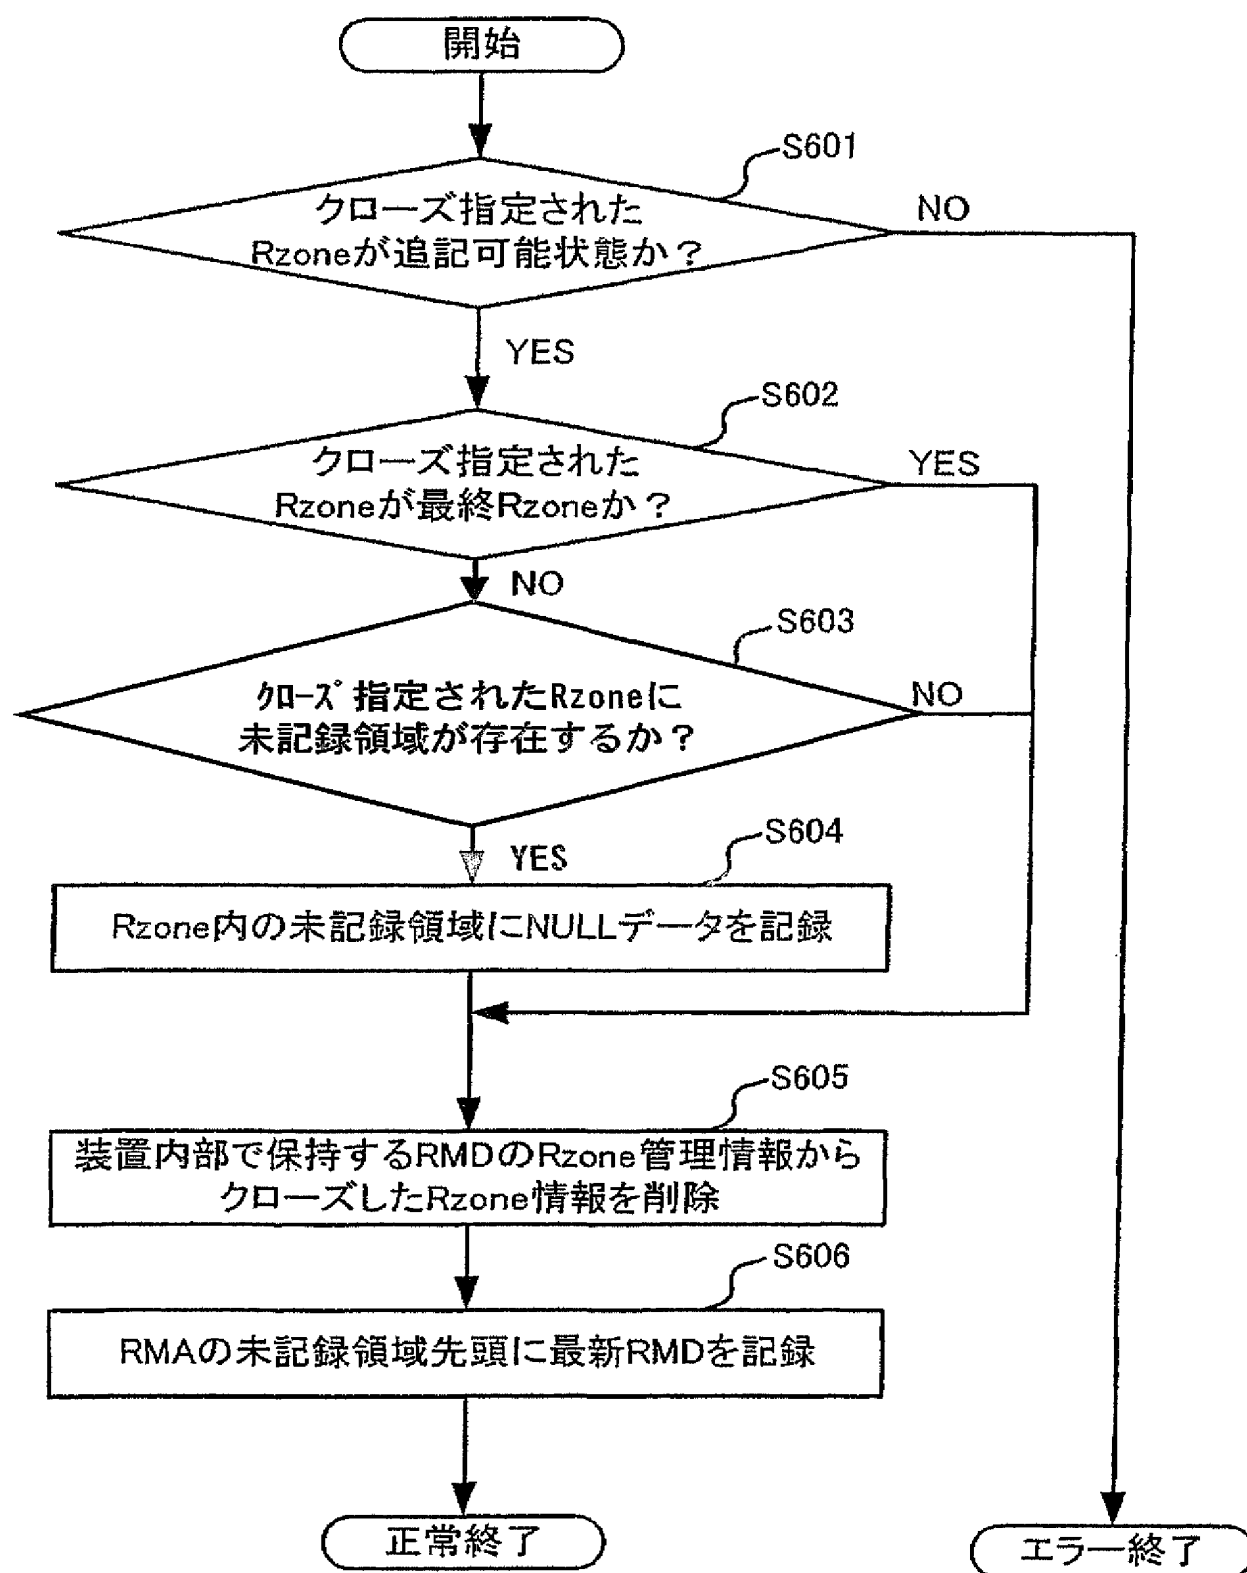 開始
S601
クローズ指定された
Rzoneが追記可能状態か？
NO
YES
S602
クローズ指定された
Rzoneが最終Rzoneか？
YES
NO
S603
ｸﾛｰｽﾞ指定されたRzoneに
未記録領域が存在するか？
NO
YES
S604
Rzone内の未記録領域にNULLデータを記録
S605
装置内部で保持するRMDのRzone管理情報から
クローズしたRzone情報を削除
S606
RMAの未記録領域先頭に最新RMDを記録
正常終了
エラー終了